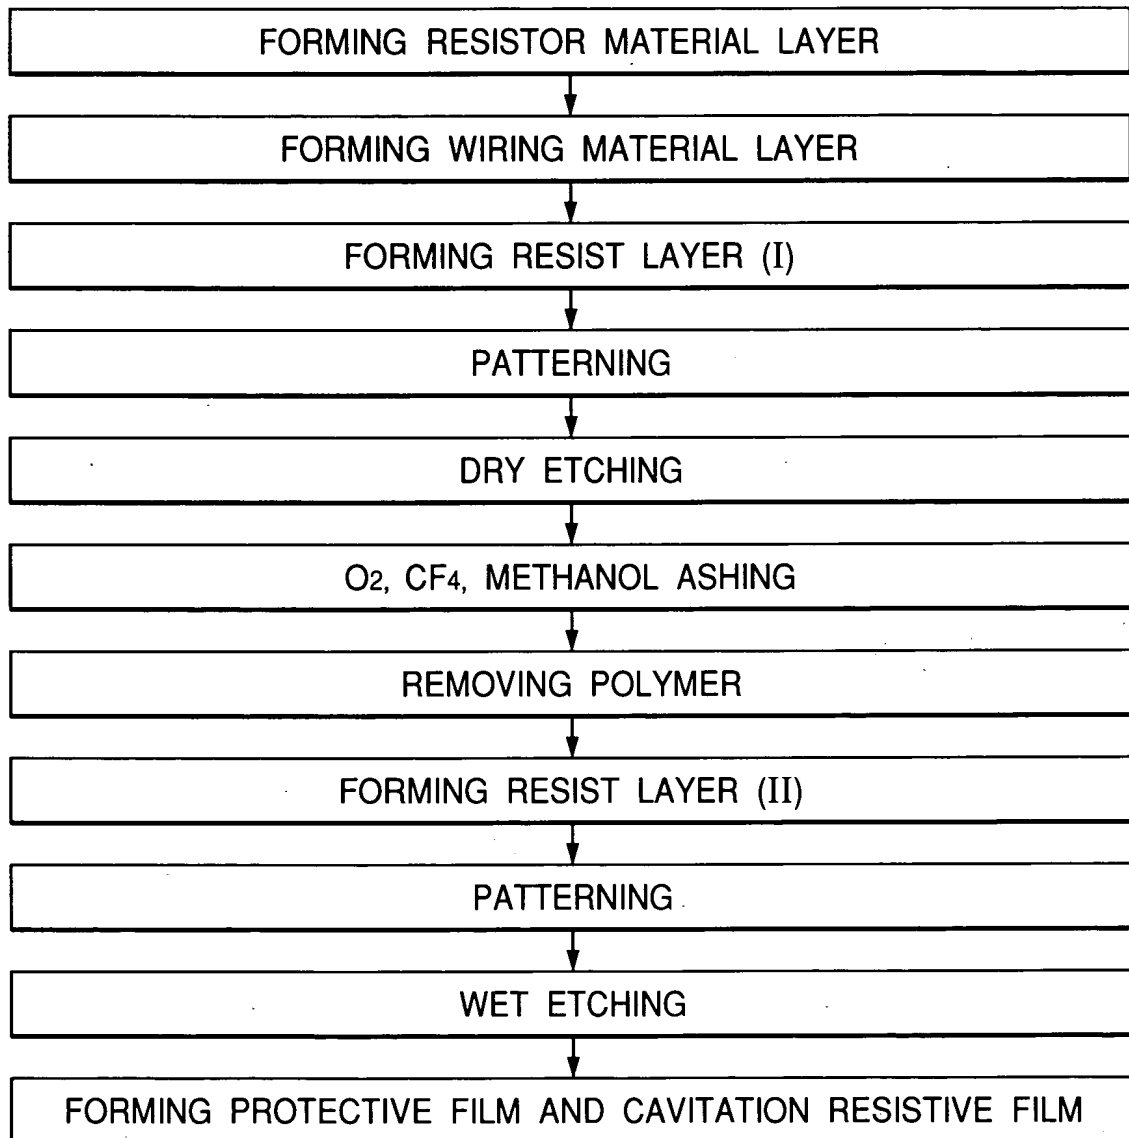 FORMING RESISTOR MATERIAL LAYER
FORMING WIRING MATERIAL LAYER
FORMING RESIST LAYER (I)
PATTERNING
DRY ETCHING
O2, CF4, METHANOL ASHING
REMOVING POLYMER
FORMING RESIST LAYER (II)
PATTERNING
WET ETCHING
FORMING PROTECTIVE FILM AND CAVITATION RESISTIVE FILM